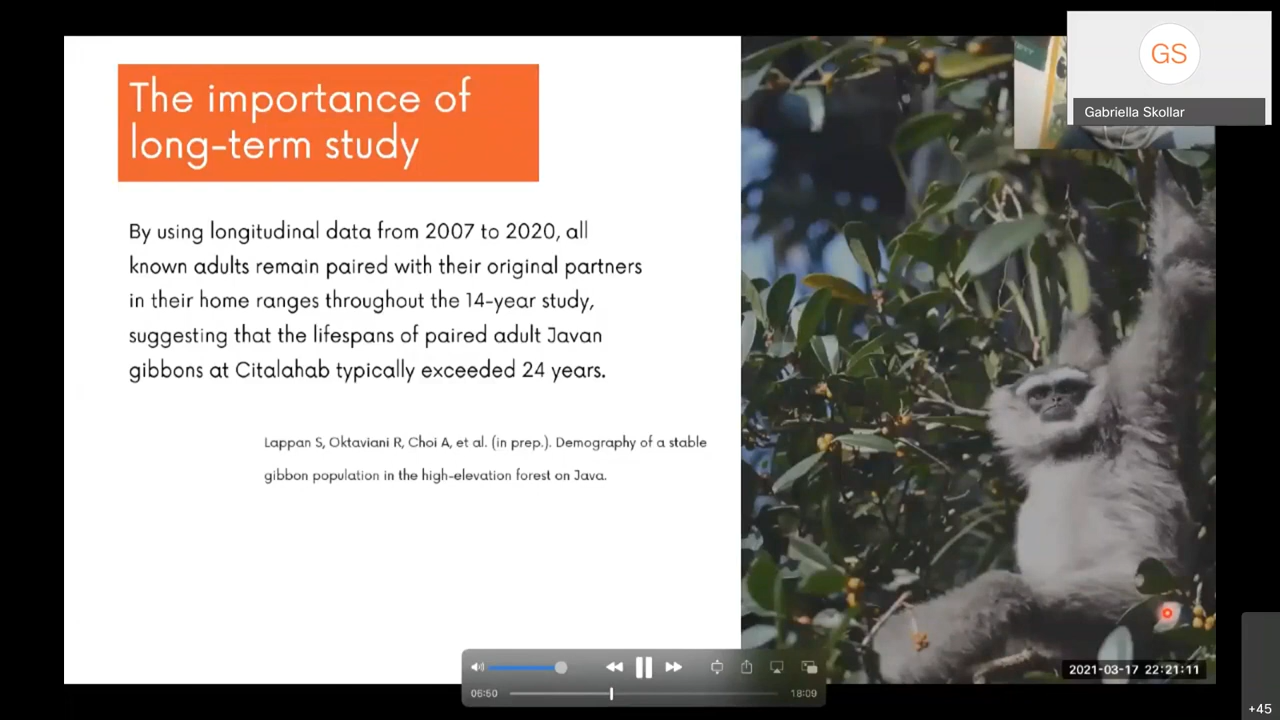 The importance of
long-term study
By using longitudinal data from 2007 to 2020, all
known adults remain paired with their original partners
in their home ranges throughout the 14-year study,
suggesting that the lifespans of paired adult Javan
gibbons at Citalahab typically exceeded 24 years.
Lappan S, Oktaviani R, Choi A, et al. (in prep.). Demography of a stable
gibbon population in the high-elevation forest on Java.
GS
Gabriella Skollar
2021-03-17 22:21:11
06:50
18:09
+45